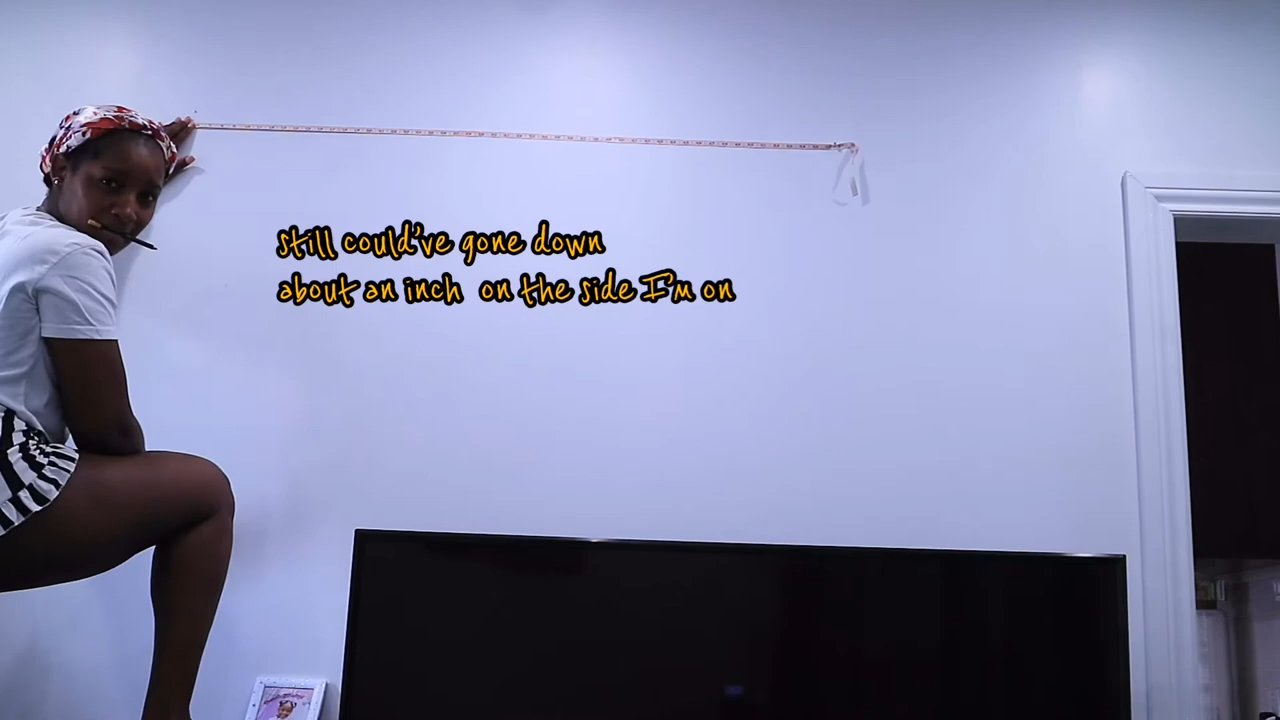 still could've gone down
about an inch on the side I'm on